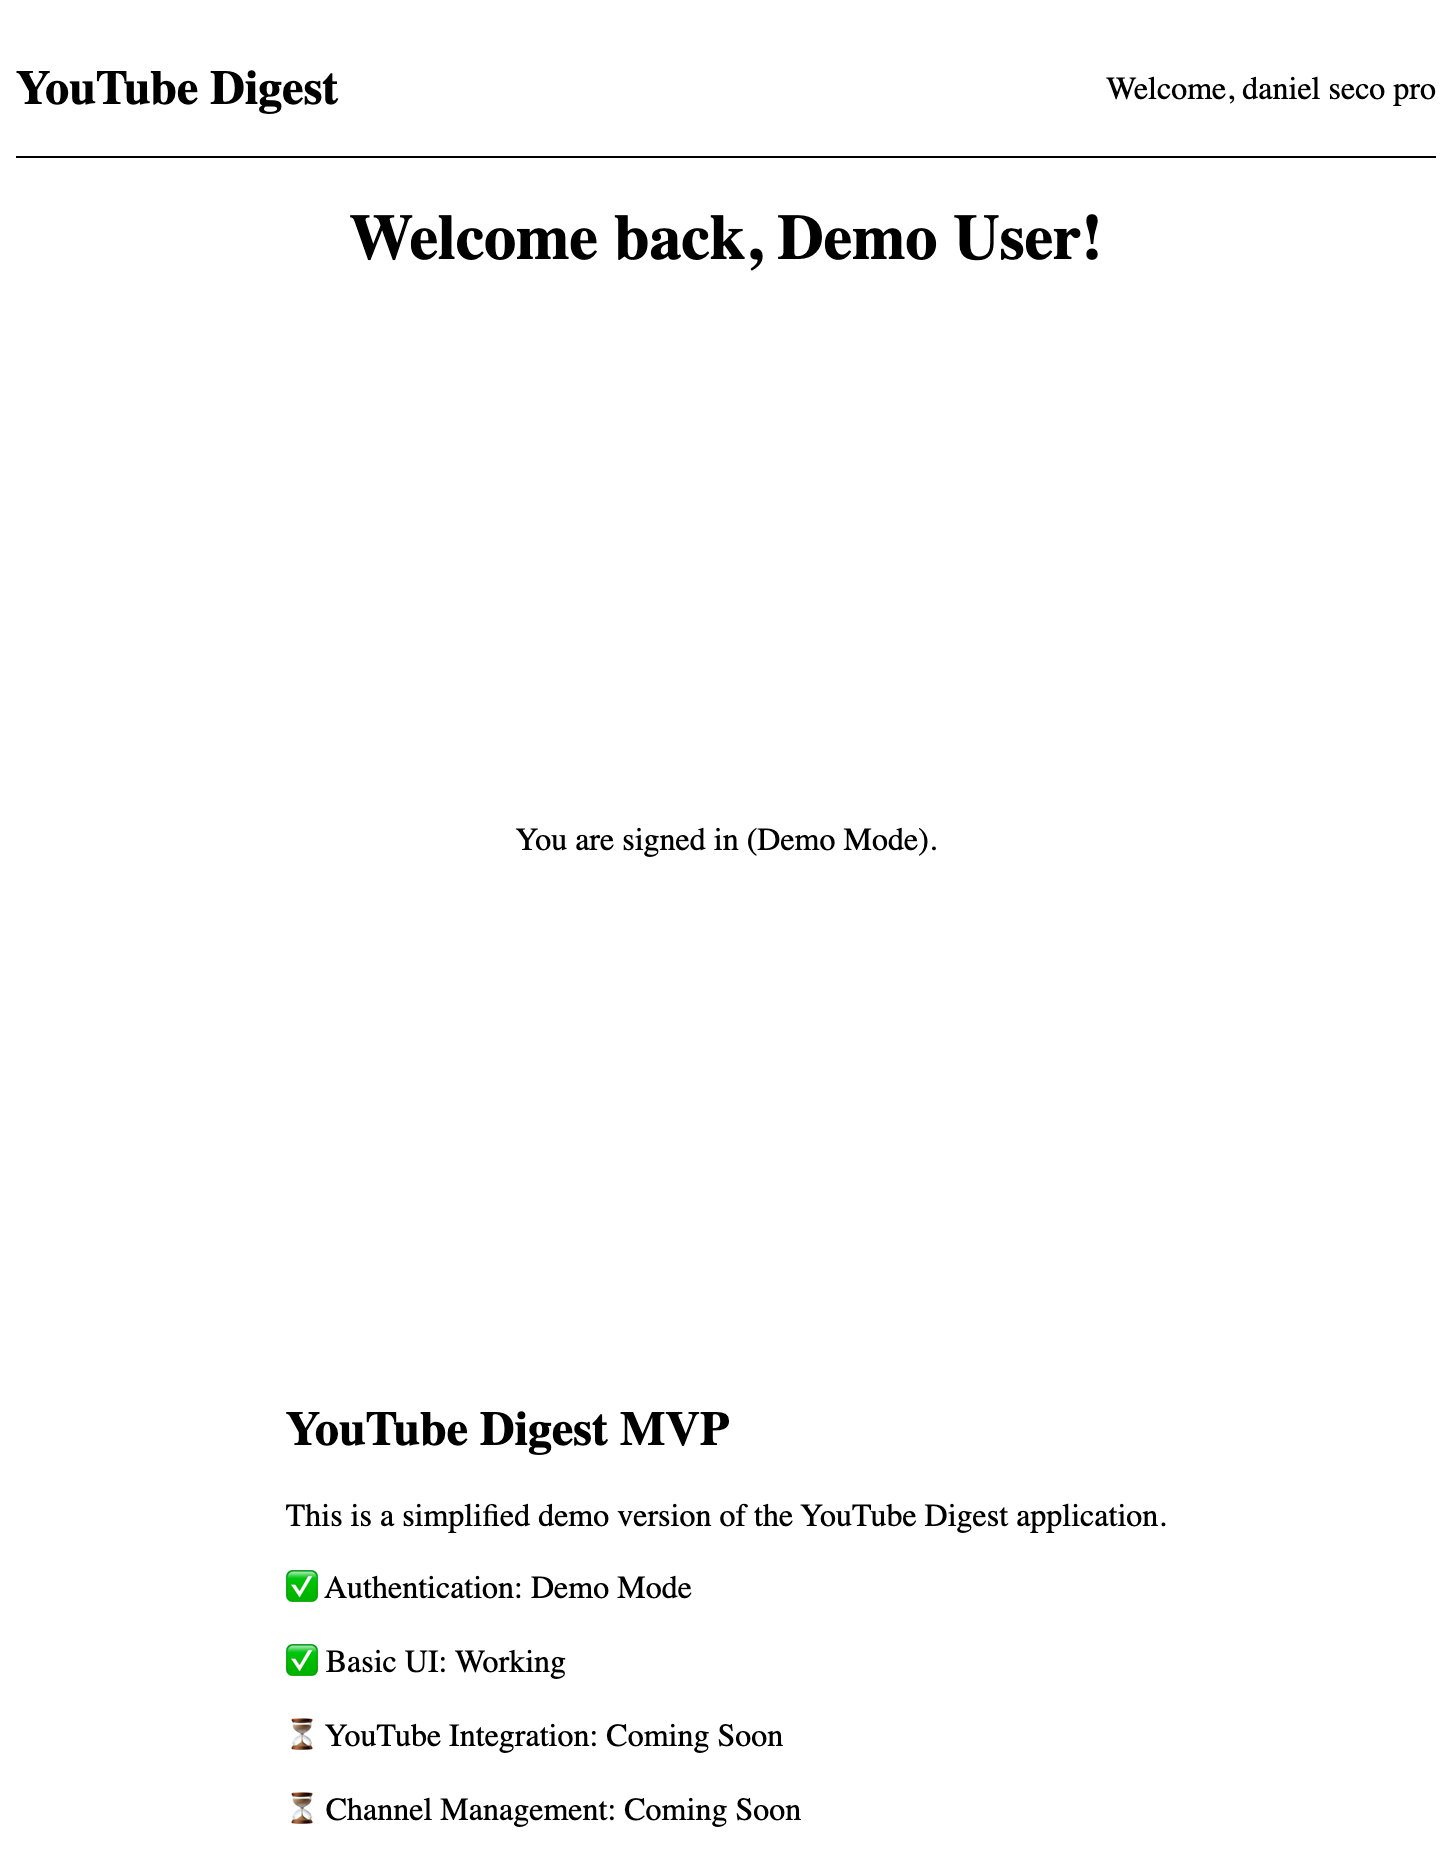 YouTube Digest
Welcome, daniel seco pro
Welcome back, Demo User!
You are signed in (Demo Mode).
YouTube Digest MVP
This is a simplified demo version of the YouTube Digest application.
✅ Authentication: Demo Mode
✅ Basic UI: Working
⏳ YouTube Integration: Coming Soon
⏳ Channel Management: Coming Soon